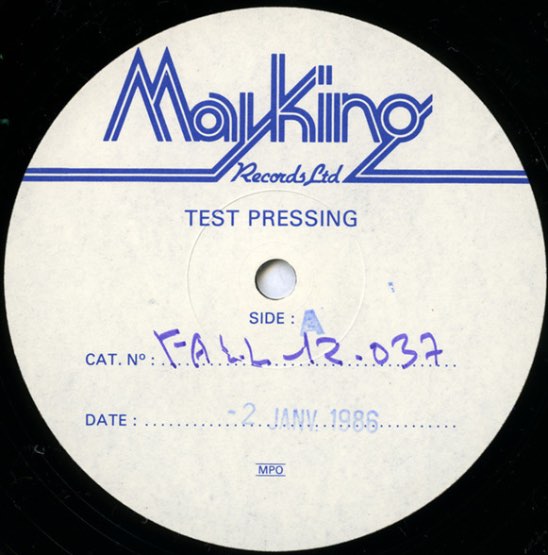 Mayking
Records Ltd
TEST PRESSING
SIDE : A
CAT. Nº : FALL 12.037
DATE : -2 JANV. 1986
MPO